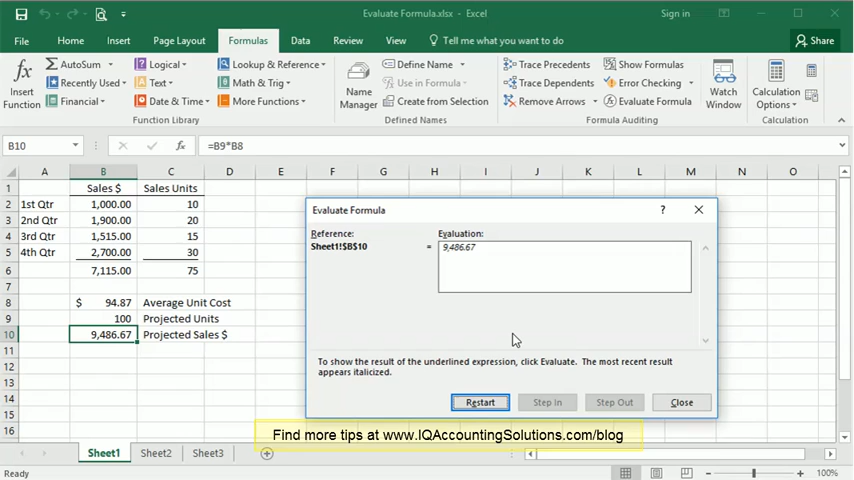 Evaluate Formula.xlsx - Excel
Sign in
File Home Insert Page Layout Formulas Data Review View Tell me what you want to do Share
AutoSum Logical Lookup & Reference Define Name Trace Precedents Show Formulas
Recently Used Text Math & Trig Use in Formula Trace Dependents Error Checking
Financial Date & Time More Functions Create from Selection Remove Arrows Evaluate Formula
Insert Function
Name Manager
Watch Window
Calculation Options
Function Library Defined Names Formula Auditing Calculation
B10 fx =B9*B8
A B C D E F G H I J K L M N O
1 Sales $ Sales Units
2 1st Qtr 1,000.00 10
3 2nd Qtr 1,900.00 20
4 3rd Qtr 1,515.00 15
5 4th Qtr 2,700.00 30
6 7,115.00 75
8 $ 94.87 Average Unit Cost
9 100 Projected Units
10 9,486.67 Projected Sales $
11
12
13
14
15
16
Evaluate Formula ?
Reference: Evaluation:
Sheet1!$B$10 = 9,486.67
To show the result of the underlined expression, click Evaluate. The most recent result
appears italicized.
Restart Step In Step Out Close
Find more tips at www.IQAccountingSolutions.com/blog
Sheet1 Sheet2 Sheet3
Ready 100%